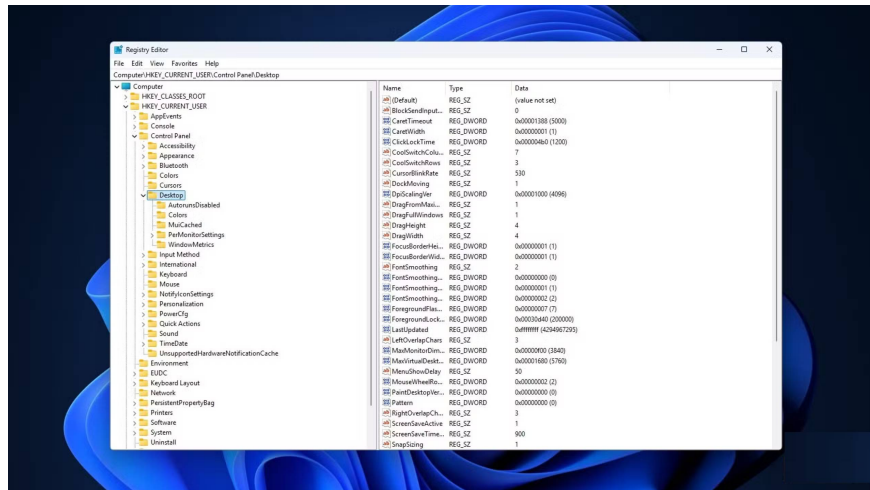 Registry Editor
File Edit View Favorites Help
Computer\HKEY_CURRENT_USER\Control Panel\Desktop
Computer
HKEY_CLASSES_ROOT
HKEY_CURRENT_USER
AppEvents
Console
Control Panel
Accessibility
Appearance
Bluetooth
Colors
Cursors
Desktop
AutorunsDisabled
Colors
MuiCached
PerMonitorSettings
WindowMetrics
Input Method
International
Keyboard
Mouse
NotifyIconSettings
Personalization
PowerCfg
Quick Actions
Sound
TimeDate
UnsupportedHardwareNotificationCache
Environment
EUDC
Keyboard Layout
Network
PersistentPropertyBag
Printers
Software
System
Uninstall
Name Type Data
(Default) REG_SZ (value not set)
BlockSendInput... REG_SZ 0
CaretTimeout REG_DWORD 0x00001388 (5000)
CaretWidth REG_DWORD 0x00000001 (1)
ClickLockTime REG_DWORD 0x000004b0 (1200)
CoolSwitchColu... REG_SZ 7
CoolSwitchRows REG_SZ 3
CursorBlinkRate REG_SZ 530
DockMoving REG_SZ 1
DpiScalingVer REG_DWORD 0x00001000 (4096)
DragFromMaxi... REG_SZ 1
DragFullWindows REG_SZ 1
DragHeight REG_SZ 4
DragWidth REG_SZ 4
FocusBorderHei... REG_DWORD 0x00000001 (1)
FocusBorderWid... REG_DWORD 0x00000001 (1)
FontSmoothing REG_SZ 2
FontSmoothing... REG_DWORD 0x00000000 (0)
FontSmoothing... REG_DWORD 0x00000001 (1)
FontSmoothing... REG_DWORD 0x00000002 (2)
ForegroundFlas... REG_DWORD 0x00000007 (7)
ForegroundLock... REG_DWORD 0x00030d40 (200000)
LastUpdated REG_DWORD 0xffffffff (4294967295)
LeftOverlapChars REG_SZ 3
MaxMonitorDim... REG_DWORD 0x00000f00 (3840)
MaxVirtualDeskt... REG_DWORD 0x00001680 (5760)
MenuShowDelay REG_SZ 50
MouseWheelRo... REG_DWORD 0x00000002 (2)
PaintDesktopVer... REG_DWORD 0x00000000 (0)
Pattern REG_DWORD 0x00000000 (0)
RightOverlapCh... REG_SZ 3
ScreenSaveActive REG_SZ 1
ScreenSaveTime... REG_SZ 900
SnapSizing REG_SZ 1